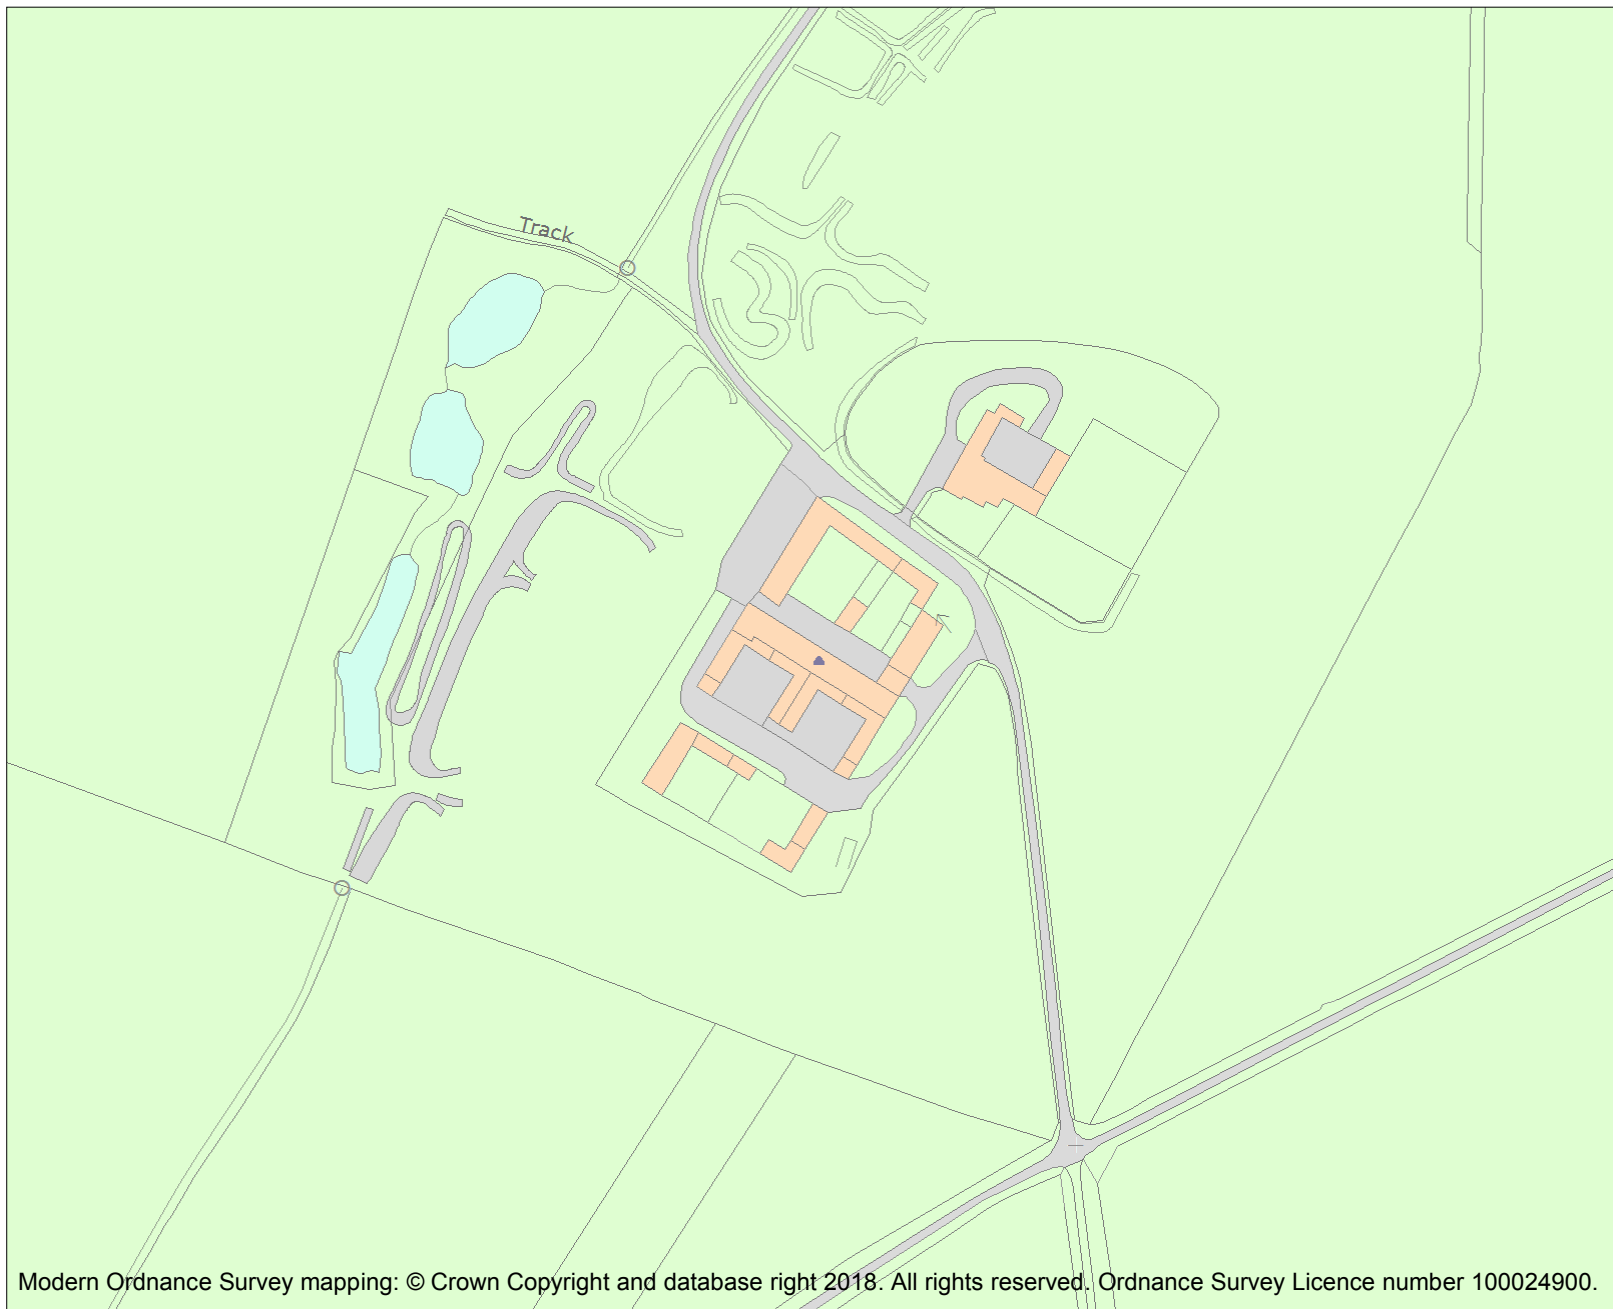 Track
Modern Ordnance Survey mapping: © Crown Copyright and database right 2018. All rights reserved. Ordnance Survey Licence number 100024900.